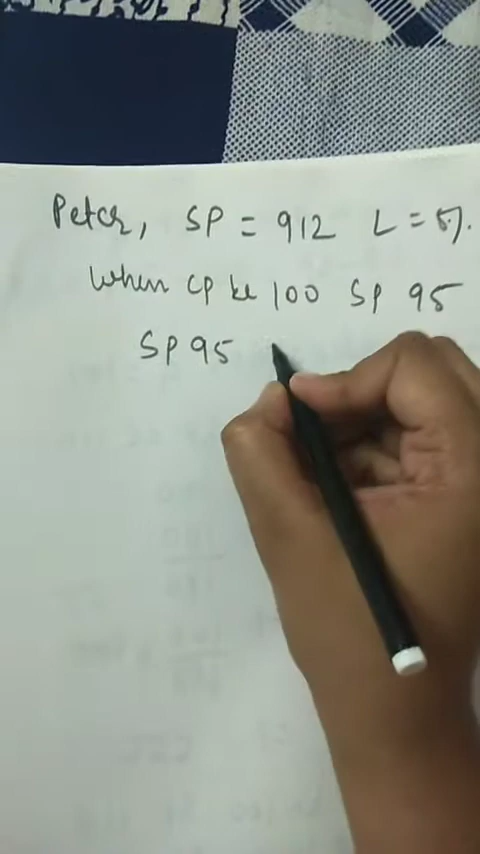 Peter, SP = 912 L = 5%.
When CP be 100 SP 95
SP 95